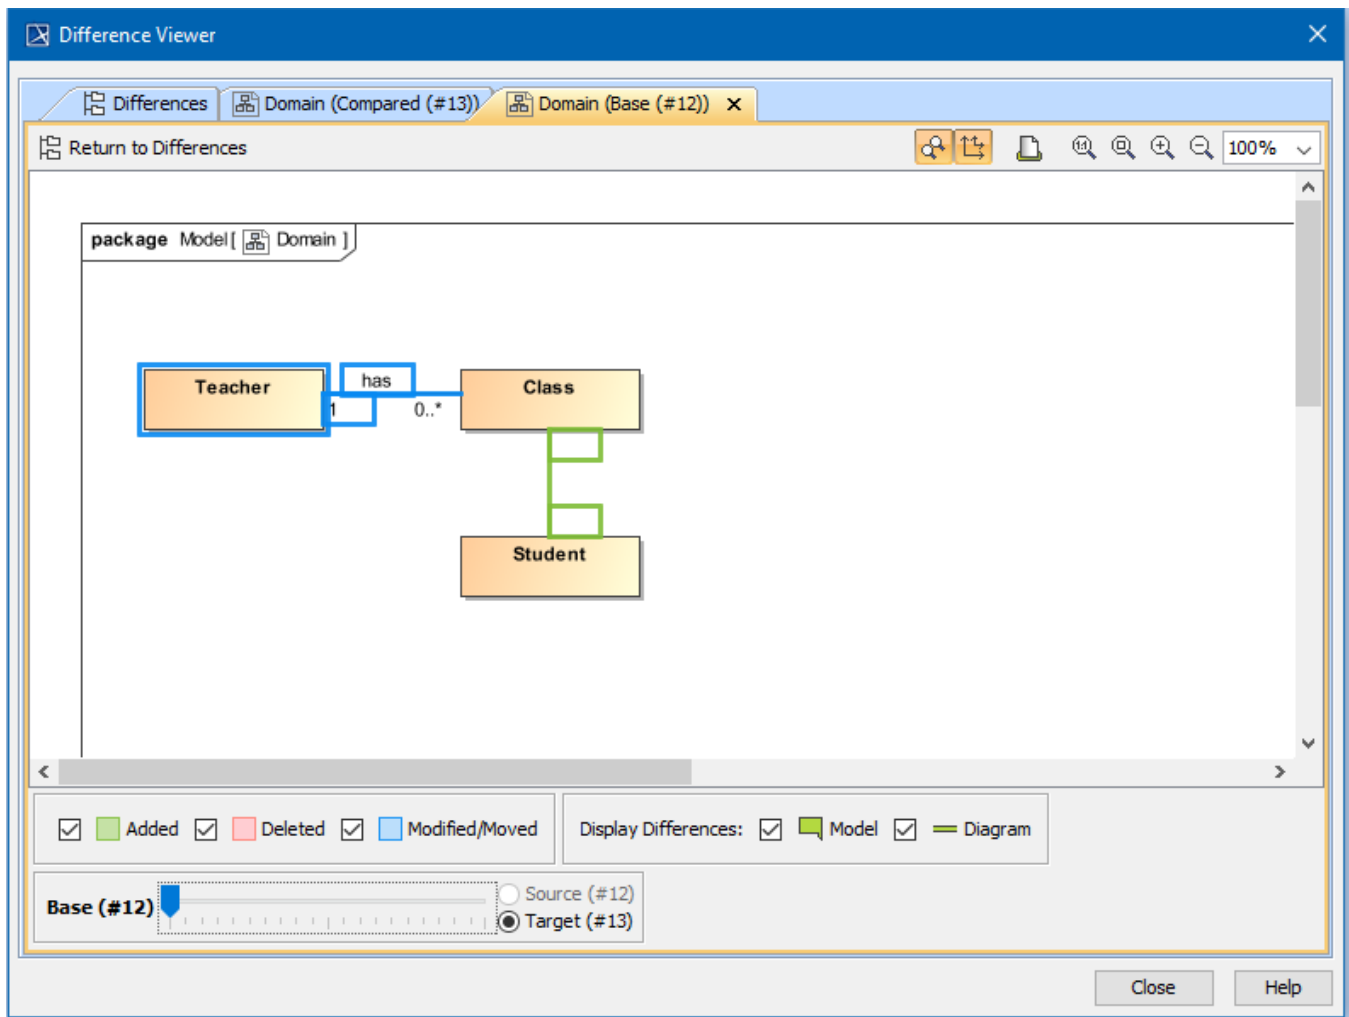 Difference Viewer
Differences Domain (Compared (#13)) Domain (Base (#12))
Return to Differences 1:1 100%
package Model[ Domain ]
Teacher has Class
1 0..*
Student
Added Deleted Modified/Moved Display Differences: Model Diagram
Base (#12) Source (#12)
Target (#13)
Close Help